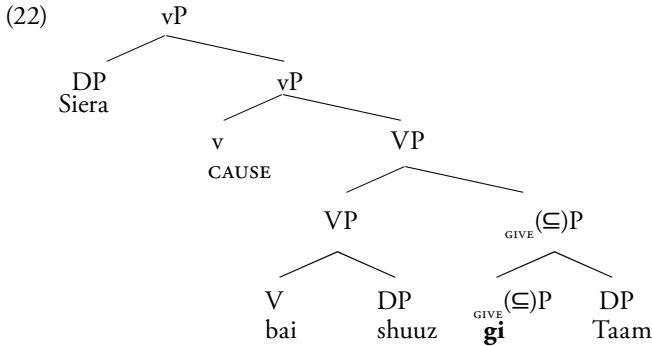 (22) vP
DP vP
Siera
v VP
CAUSE
VP GIVE(⊆)P
V DP GIVE(⊆)P DP
bai shuuz gi Taam